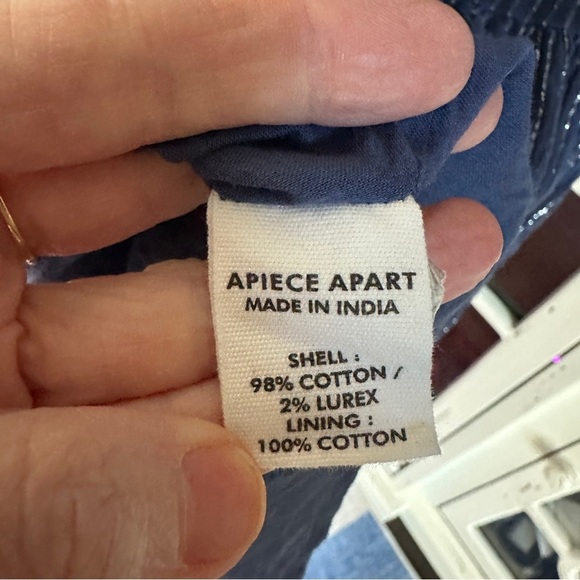 APIECE APART
MADE IN INDIA
SHELL :
98% COTTON /
2% LUREX
LINING :
100% COTTON